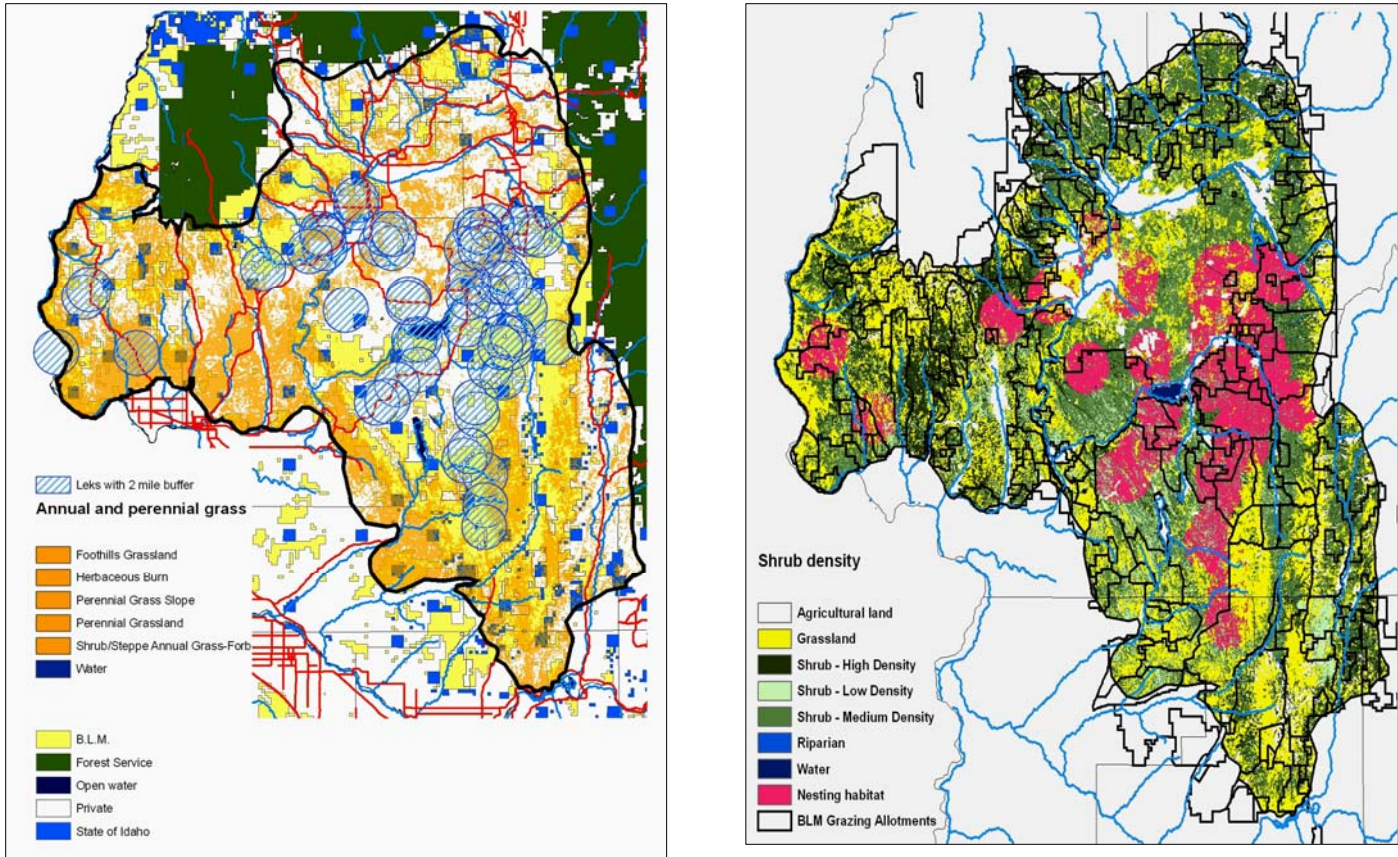 Leks with 2 mile buffer
Annual and perennial grass
Foothills Grassland
Herbaceous Burn
Perennial Grass Slope
Perennial Grassland
Shrub/Steppe Annual Grass-Forb
Water
B.L.M.
Forest Service
Open water
Private
State of Idaho
Shrub density
Agricultural land
Grassland
Shrub - High Density
Shrub - Low Density
Shrub - Medium Density
Riparian
Water
Nesting habitat
BLM Grazing Allotments